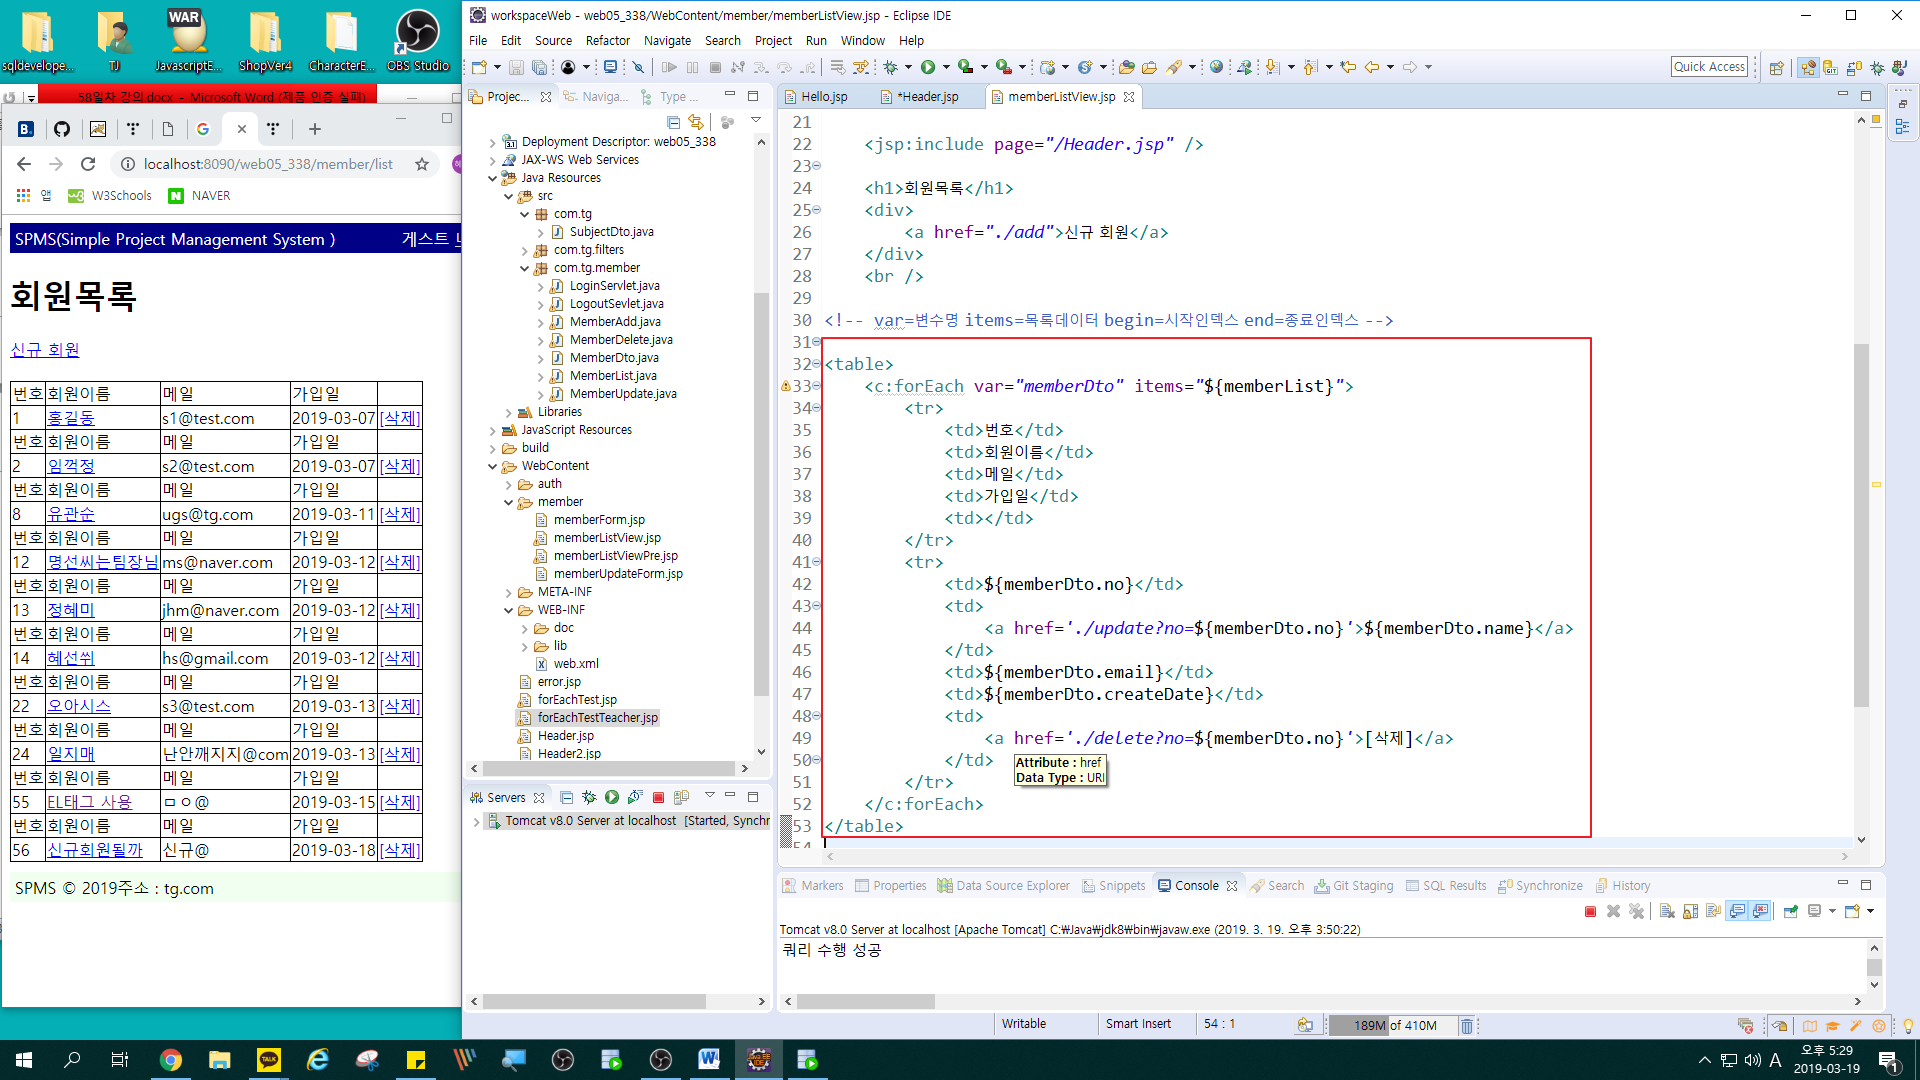 sqldevelope...
TJ
WAR
JavascriptE...
ShopVer4
CharacterE...
OBS Studio
58일차 강의.docx - Microsoft Word (제품 인증 실패)
localhost:8090/web05_338/member/list
앱
W3Schools
NAVER
SPMS(Simple Project Management System )
게스트
회원목록
신규 회원
번호 회원이름 메일 가입일
1 홍길동 s1@test.com 2019-03-07 [삭제]
번호 회원이름 메일 가입일
2 임꺽정 s2@test.com 2019-03-07 [삭제]
번호 회원이름 메일 가입일
8 유관순 ugs@tg.com 2019-03-11 [삭제]
번호 회원이름 메일 가입일
12 명선씨는팀장님 ms@naver.com 2019-03-12 [삭제]
번호 회원이름 메일 가입일
13 정혜미 jhm@naver.com 2019-03-12 [삭제]
번호 회원이름 메일 가입일
14 혜선쒸 hs@gmail.com 2019-03-12 [삭제]
번호 회원이름 메일 가입일
22 오아시스 s3@test.com 2019-03-13 [삭제]
번호 회원이름 메일 가입일
24 일지매 난안깨지지@com 2019-03-13 [삭제]
번호 회원이름 메일 가입일
55 EL태그 사용 ㅁㅇ@ 2019-03-15 [삭제]
번호 회원이름 메일 가입일
56 신규회원될까 신규@ 2019-03-18 [삭제]
SPMS © 2019주소 : tg.com
workspaceWeb - web05_338/WebContent/member/memberListView.jsp - Eclipse IDE
File Edit Source Refactor Navigate Search Project Run Window Help
Quick Access
Projec...
Naviga...
Type ...
Deployment Descriptor: web05_338
JAX-WS Web Services
Java Resources
src
com.tg
SubjectDto.java
com.tg.filters
com.tg.member
LoginServlet.java
LogoutSevlet.java
MemberAdd.java
MemberDelete.java
MemberDto.java
MemberList.java
MemberUpdate.java
Libraries
JavaScript Resources
build
WebContent
auth
member
memberForm.jsp
memberListView.jsp
memberListViewPre.jsp
memberUpdateForm.jsp
META-INF
WEB-INF
doc
lib
web.xml
error.jsp
forEachTest.jsp
forEachTestTeacher.jsp
Header.jsp
Header2.jsp
Servers
Tomcat v8.0 Server at localhost [Started, Synchr
Hello.jsp
*Header.jsp
memberListView.jsp
21
22 <jsp:include page="/Header.jsp" />
23
24 <h1>회원목록</h1>
25 <div>
26 <a href="./add">신규 회원</a>
27 </div>
28 <br />
29
30 <!-- var=변수명 items=목록데이터 begin=시작인덱스 end=종료인덱스 -->
31
32 <table>
33 <c:forEach var="memberDto" items="${memberList}">
34 <tr>
35 <td>번호</td>
36 <td>회원이름</td>
37 <td>메일</td>
38 <td>가입일</td>
39 <td></td>
40 </tr>
41 <tr>
42 <td>${memberDto.no}</td>
43 <td>
44 <a href='./update?no=${memberDto.no}'>${memberDto.name}</a>
45 </td>
46 <td>${memberDto.email}</td>
47 <td>${memberDto.createDate}</td>
48 <td>
49 <a href='./delete?no=${memberDto.no}'>[삭제]</a>
50 </td>
51 </tr>
52 </c:forEach>
53 </table>
54
Attribute : href
Data Type : URI
Markers Properties Data Source Explorer Snippets Console Search Git Staging SQL Results Synchronize History
Tomcat v8.0 Server at localhost [Apache Tomcat] C:₩Java₩jdk8₩bin₩javaw.exe (2019. 3. 19. 오후 3:50:22)
쿼리 수행 성공
Writable
Smart Insert
54 : 1
189M of 410M
TALK
A
오후 5:29
2019-03-19
1